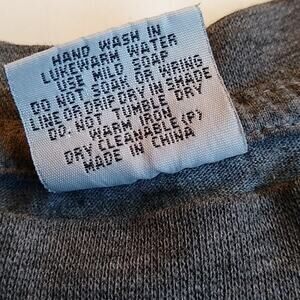 HAND WASH IN
LUKEWARM WATER
USE MILD SOAP
DO NOT SOAK OR WRING
LINE OR DRIP DRY IN SHADE
DO NOT TUMBLE DRY
WARM IRON
DRY CLEANABLE(P)
MADE IN CHINA